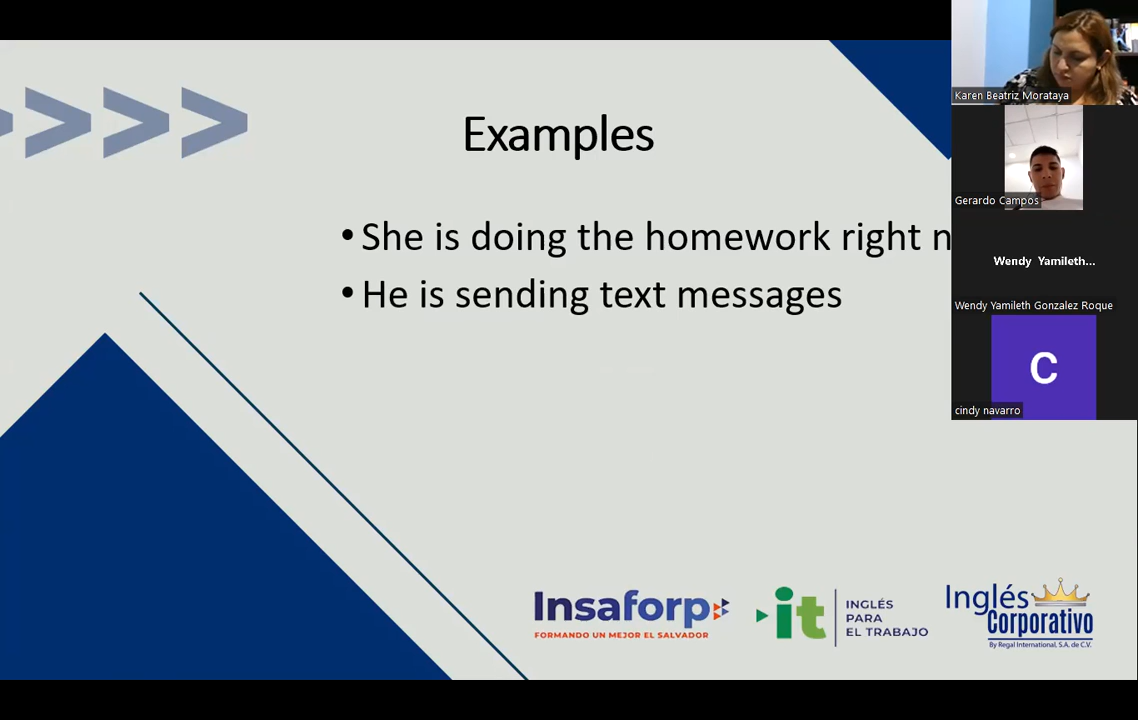 Examples
• She is doing the homework right n
• He is sending text messages
Karen Beatriz Morataya
Gerardo Campos
Wendy Yamileth...
Wendy Yamileth Gonzalez Roque
C
cindy navarro
Insaforp
FORMANDO UN MEJOR EL SALVADOR
it
INGLÉS
PARA
EL TRABAJO
Inglés
Corporativo
By Regal International, S.A. de C.V.